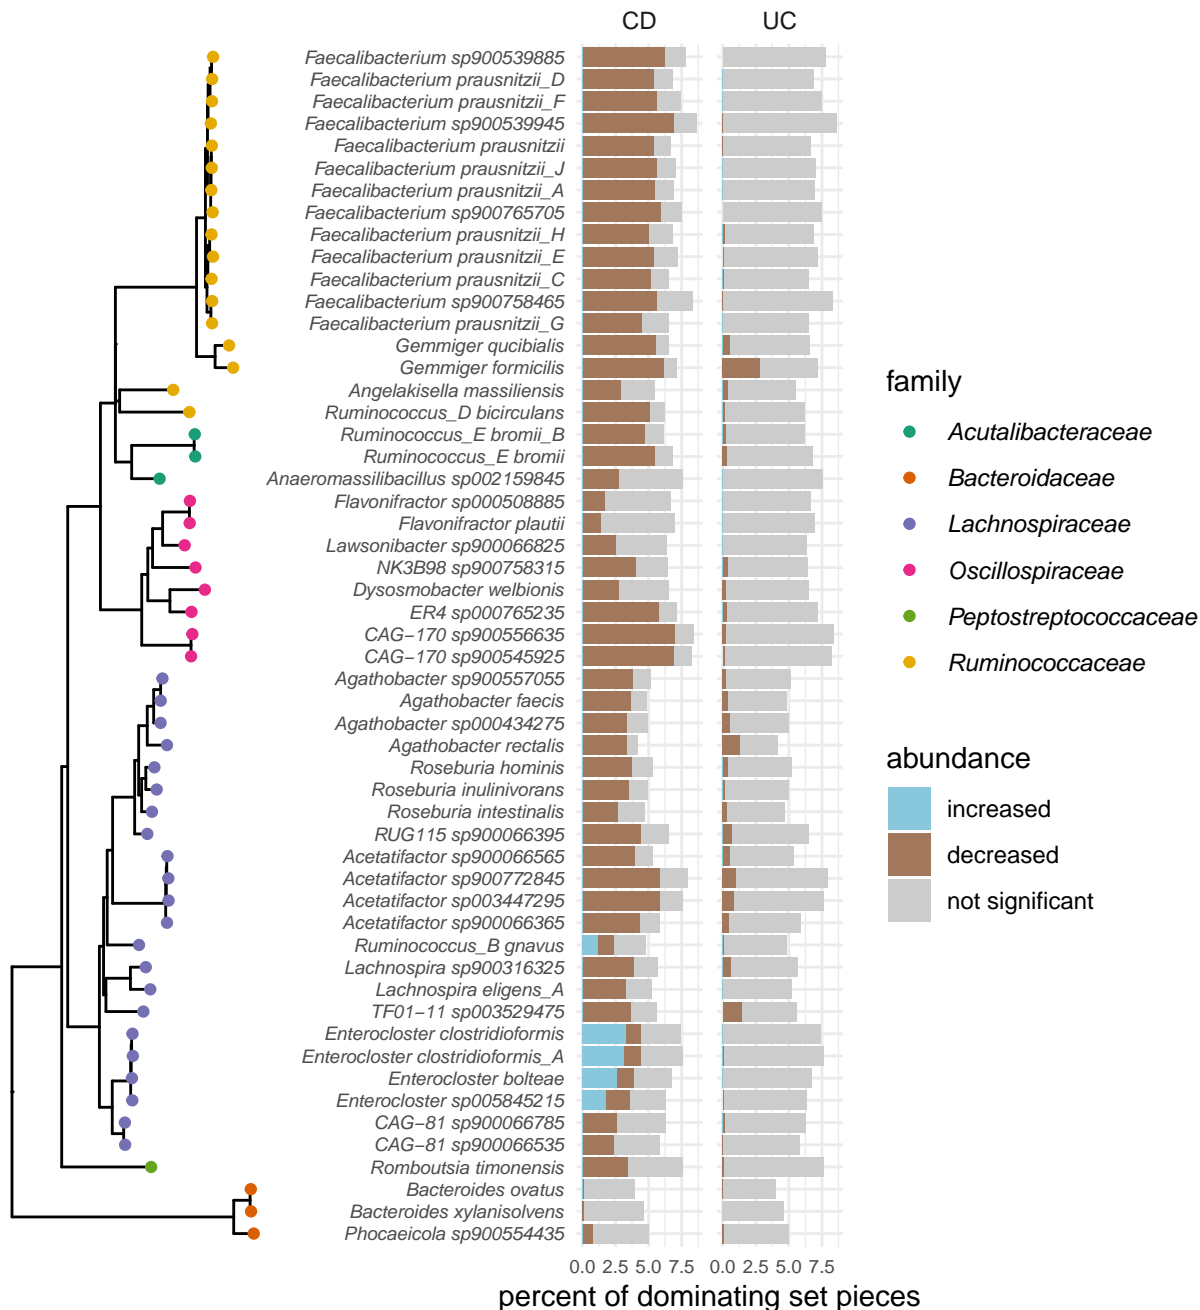 CD UC
Faecalibacterium sp900539885
Faecalibacterium prausnitzii_D
Faecalibacterium prausnitzii_F
Faecalibacterium sp900539945
Faecalibacterium prausnitzii
Faecalibacterium prausnitzii_J
Faecalibacterium prausnitzii_A
Faecalibacterium sp900765705
Faecalibacterium prausnitzii_H
Faecalibacterium prausnitzii_E
Faecalibacterium prausnitzii_C
Faecalibacterium sp900758465
Faecalibacterium prausnitzii_G
Gemmiger qucibialis
Gemmiger formicilis
Angelakisella massiliensis
Ruminococcus_D bicirculans
Ruminococcus_E bromii_B
Ruminococcus_E bromii
Anaeromassilibacillus sp002159845
Flavonifractor sp000508885
Flavonifractor plautii
Lawsonibacter sp900066825
NK3B98 sp900758315
Dysosmobacter welbionis
ER4 sp000765235
CAG−170 sp900556635
CAG−170 sp900545925
Agathobacter sp900557055
Agathobacter faecis
Agathobacter sp000434275
Agathobacter rectalis
Roseburia hominis
Roseburia inulinivorans
Roseburia intestinalis
RUG115 sp900066395
Acetatifactor sp900066565
Acetatifactor sp900772845
Acetatifactor sp003447295
Acetatifactor sp900066365
Ruminococcus_B gnavus
Lachnospira sp900316325
Lachnospira eligens_A
TF01−11 sp003529475
Enterocloster clostridioformis
Enterocloster clostridioformis_A
Enterocloster bolteae
Enterocloster sp005845215
CAG−81 sp900066785
CAG−81 sp900066535
Romboutsia timonensis
Bacteroides ovatus
Bacteroides xylanisolvens
Phocaeicola sp900554435
0.0 2.5 5.0 7.5 0.0 2.5 5.0 7.5
percent of dominating set pieces
family
Acutalibacteraceae
Bacteroidaceae
Lachnospiraceae
Oscillospiraceae
Peptostreptococcaceae
Ruminococcaceae
abundance
increased
decreased
not significant